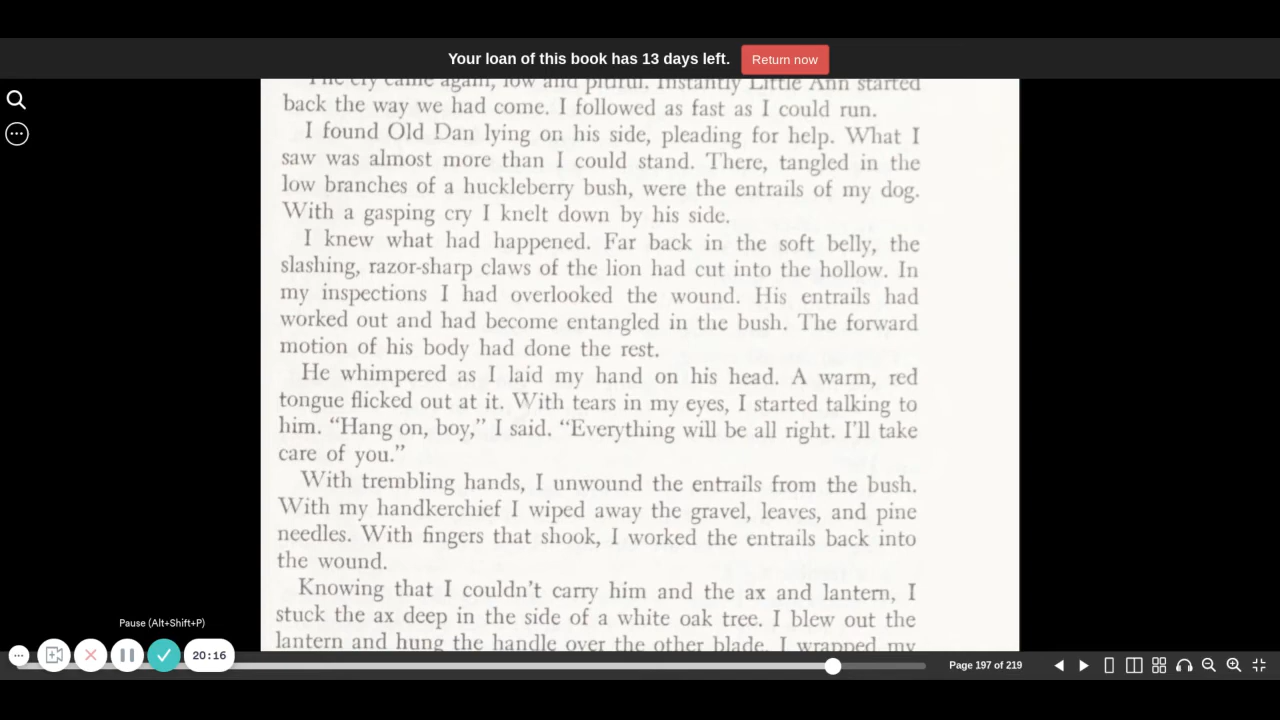 Your loan of this book has 13 days left. Return now
The cry came again, low and pitiful. Instantly Little Ann started
back the way we had come. I followed as fast as I could run.
I found Old Dan lying on his side, pleading for help. What I
saw was almost more than I could stand. There, tangled in the
low branches of a huckleberry bush, were the entrails of my dog.
With a gasping cry I knelt down by his side.
I knew what had happened. Far back in the soft belly, the
slashing, razor-sharp claws of the lion had cut into the hollow. In
my inspections I had overlooked the wound. His entrails had
worked out and had become entangled in the bush. The forward
motion of his body had done the rest.
He whimpered as I laid my hand on his head. A warm, red
tongue flicked out at it. With tears in my eyes, I started talking to
him. “Hang on, boy,” I said. “Everything will be all right. I’ll take
care of you.”
With trembling hands, I unwound the entrails from the bush.
With my handkerchief I wiped away the gravel, leaves, and pine
needles. With fingers that shook, I worked the entrails back into
the wound.
Knowing that I couldn’t carry him and the ax and lantern, I
stuck the ax deep in the side of a white oak tree. I blew out the
lantern and hung the handle over the other blade. I wrapped my
Pause (Alt+Shift+P)
20:16
Page 197 of 219